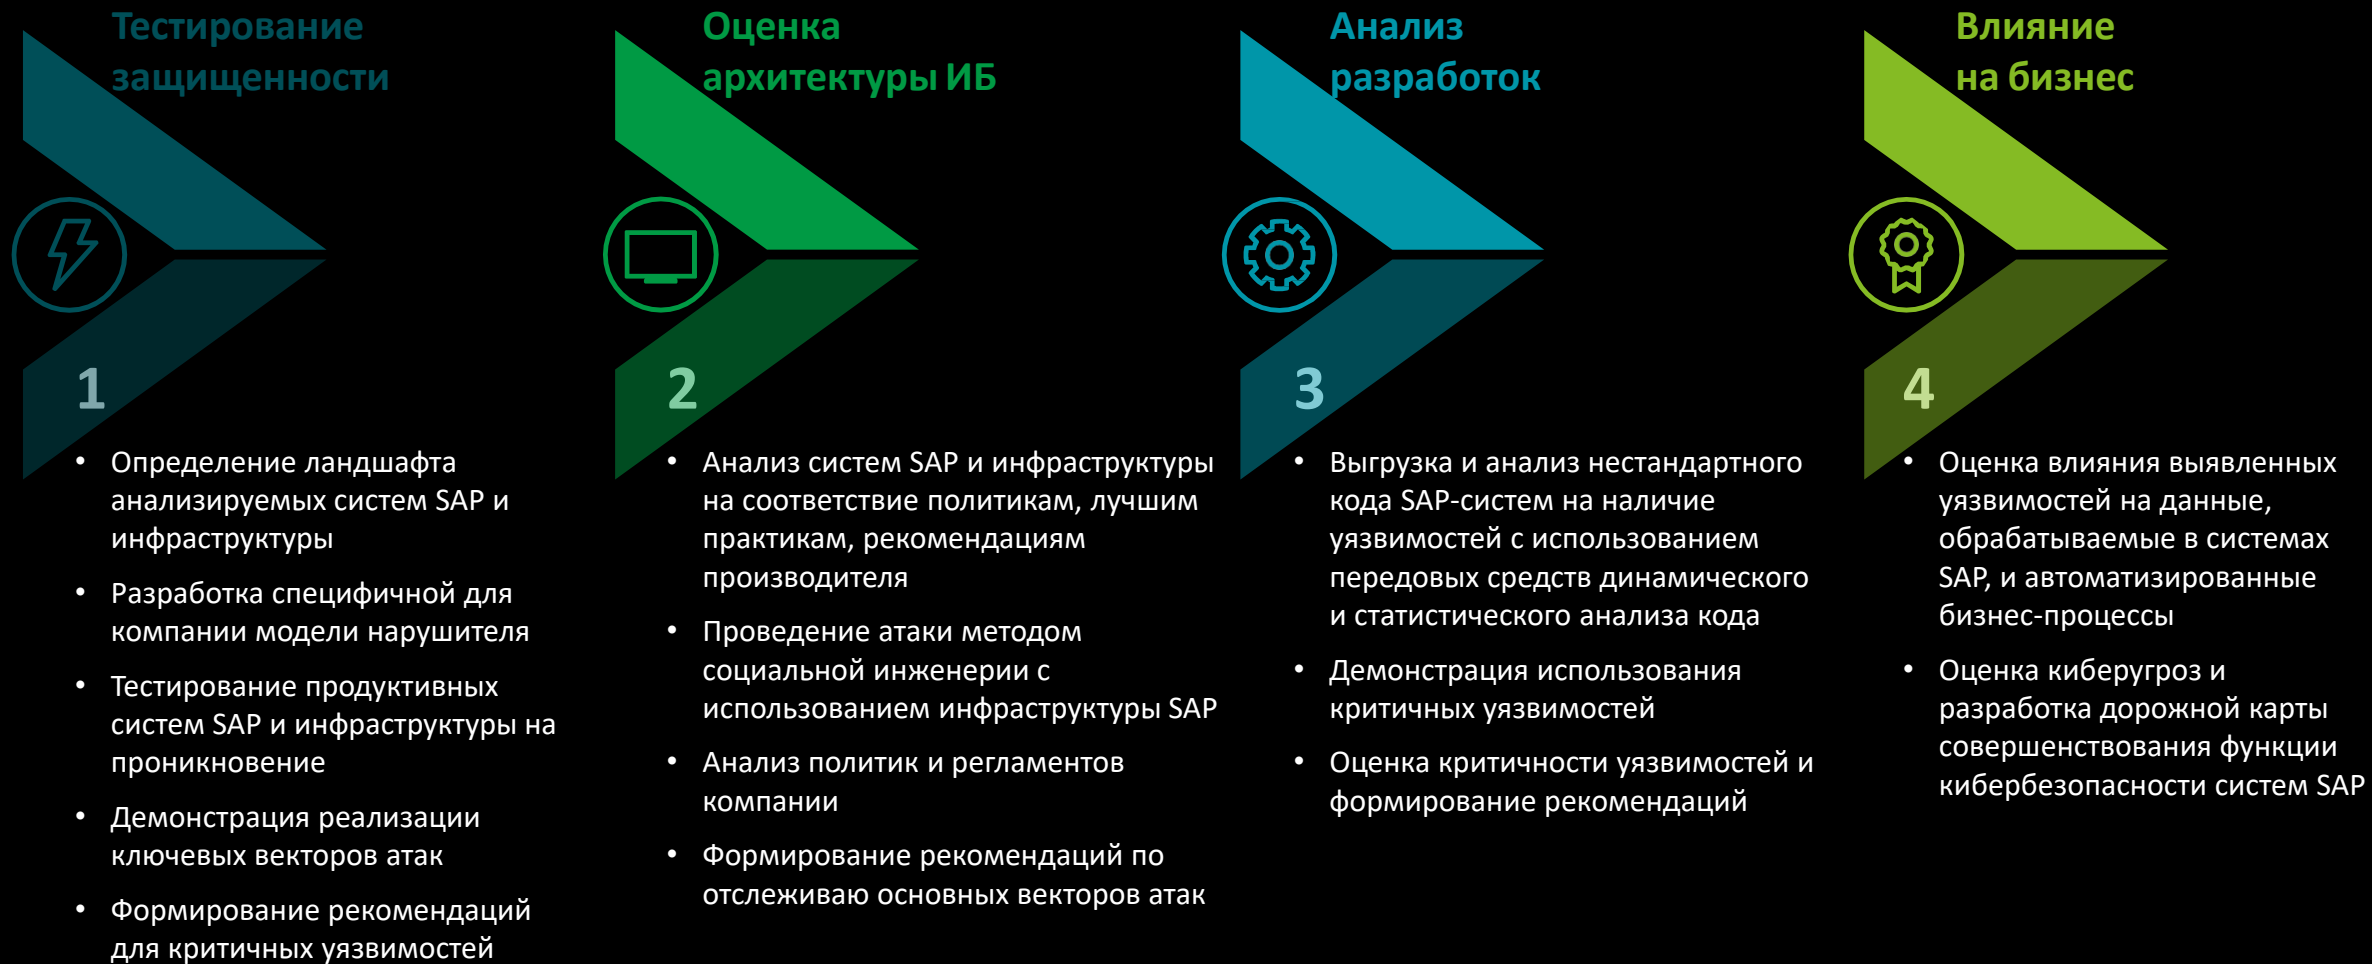 Тестирование
защищенности
1
• Определение ландшафта
анализируемых систем SAP и
инфраструктуры
• Разработка специфичной для
компании модели нарушителя
• Тестирование продуктивных
систем SAP и инфраструктуры на
проникновение
• Демонстрация реализации
ключевых векторов атак
• Формирование рекомендаций
для критичных уязвимостей
Оценка
архитектуры ИБ
2
• Анализ систем SAP и инфраструктуры
на соответствие политикам, лучшим
практикам, рекомендациям
производителя
• Проведение атаки методом
социальной инженерии с
использованием инфраструктуры SAP
• Анализ политик и регламентов
компании
• Формирование рекомендаций по
отслеживаю основных векторов атак
Анализ
разработок
3
• Выгрузка и анализ нестандартного
кода SAP-систем на наличие
уязвимостей с использованием
передовых средств динамического
и статистического анализа кода
• Демонстрация использования
критичных уязвимостей
• Оценка критичности уязвимостей и
формирование рекомендаций
Влияние
на бизнес
4
• Оценка влияния выявленных
уязвимостей на данные,
обрабатываемые в системах
SAP, и автоматизированные
бизнес-процессы
• Оценка киберугроз и
разработка дорожной карты
совершенствования функции
кибербезопасности систем SAP